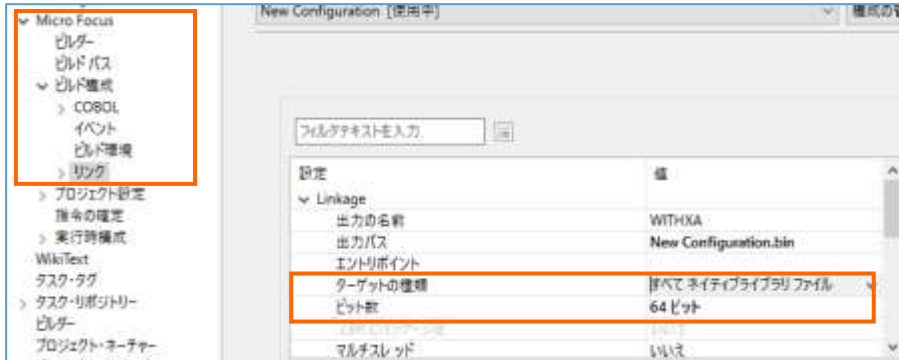 New Configuration [使用中]
構成の管
Micro Focus
ビルダー
ビルド パス
ビルド構成
COBOL
イベント
ビルド環境
リンク
プロジェクト設定
指令の確定
実行時構成
WikiText
タスク・タグ
タスク・リポジトリー
ビルダー
プロジェクト・ネーチャー
フィルタテキストを入力
設定 値
Linkage
出力の名前 WITHXA
出力パス New Configuration.bin
エントリポイント
ターゲットの種類 すべて ネイティブライブラリ ファイル
ビット数 64 ビット
いいえ
マルチスレッド いいえ